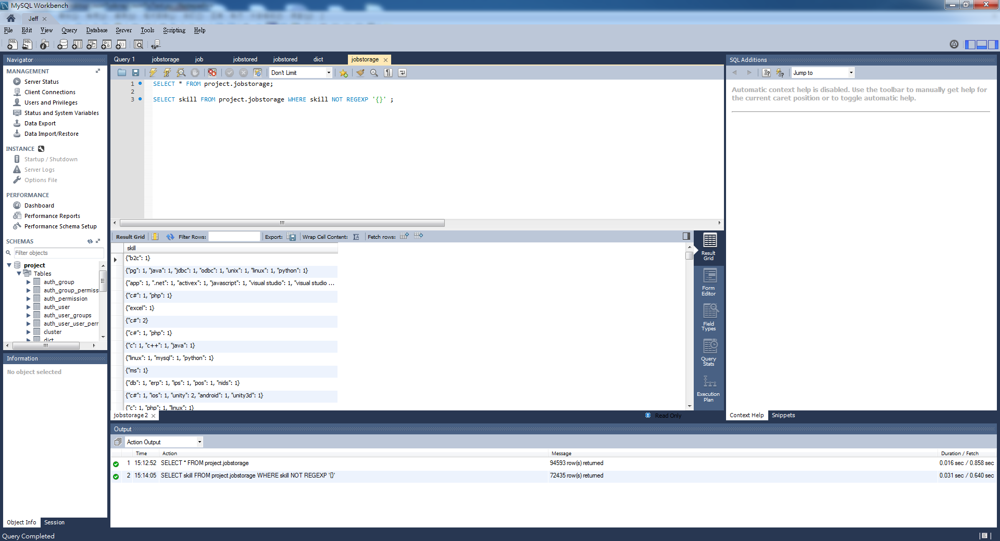 MySQL Workbench
Jeff
File Edit View Query Database Server Tools Scripting Help
Navigator
MANAGEMENT
Server Status
Client Connections
Users and Privileges
Status and System Variables
Data Export
Data Import/Restore
INSTANCE
Startup / Shutdown
Server Logs
Options File
PERFORMANCE
Dashboard
Performance Reports
Performance Schema Setup
SCHEMAS
Filter objects
project
Tables
auth_group
auth_group_permiss
auth_permission
auth_user
auth_user_groups
auth_user_user_perr
cluster
dict
Information
No object selected
Object Info Session
Query 1 jobstorage job jobstored jobstored dict jobstorage
Don't Limit
1 SELECT * FROM project.jobstorage;
2
3 SELECT skill FROM project.jobstorage WHERE skill NOT REGEXP '{}' ;
Result Grid Filter Rows: Export: Wrap Cell Content: Fetch rows:
skill
{"b2c": 1}
{"pg": 1, "java": 1, "jdbc": 1, "odbc": 1, "unix": 1, "linux": 1, "python": 1}
{"app": 1, ".net": 1, "activex": 1, "javascript": 1, "visual studio": 1, "visual studio ...
{"c#": 1, "php": 1}
{"excel": 1}
{"c#": 2}
{"c#": 1, "php": 1}
{"c": 1, "c++": 1, "java": 1}
{"linux": 1, "mysql": 1, "python": 1}
{"ms": 1}
{"db": 1, "erp": 1, "ips": 1, "pos": 1, "nids": 1}
{"c#": 1, "ios": 1, "unity": 2, "android": 1, "unity3d": 1}
{"c": 1, "php": 1, "linux": 1}
Result
Grid
Form
Editor
Field
Types
Query
Stats
Execution
Plan
jobstorage 2
Read Only
SQL Additions
Jump to
Automatic context help is disabled. Use the toolbar to manually get help for
the current caret position or to toggle automatic help.
Context Help Snippets
Output
Action Output
Time Action Message Duration / Fetch
1 15:12:52 SELECT * FROM project.jobstorage 94593 row(s) returned 0.016 sec / 0.858 sec
2 15:14:05 SELECT skill FROM project.jobstorage WHERE skill NOT REGEXP '{}' 72435 row(s) returned 0.031 sec / 0.640 sec
Query Completed